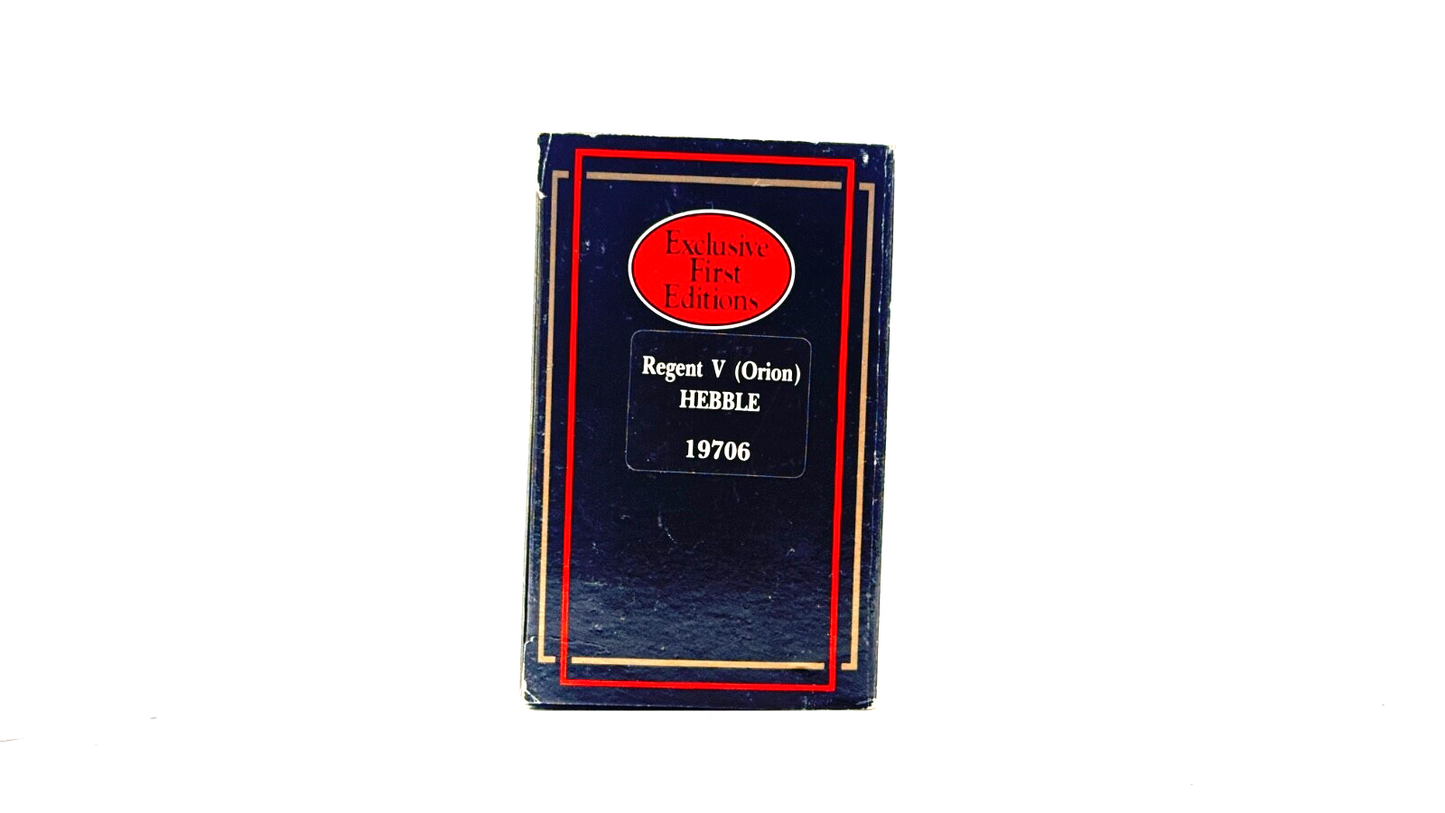 Exclusive
First
Editions
Regent V (Orion)
HEBBLE
19706